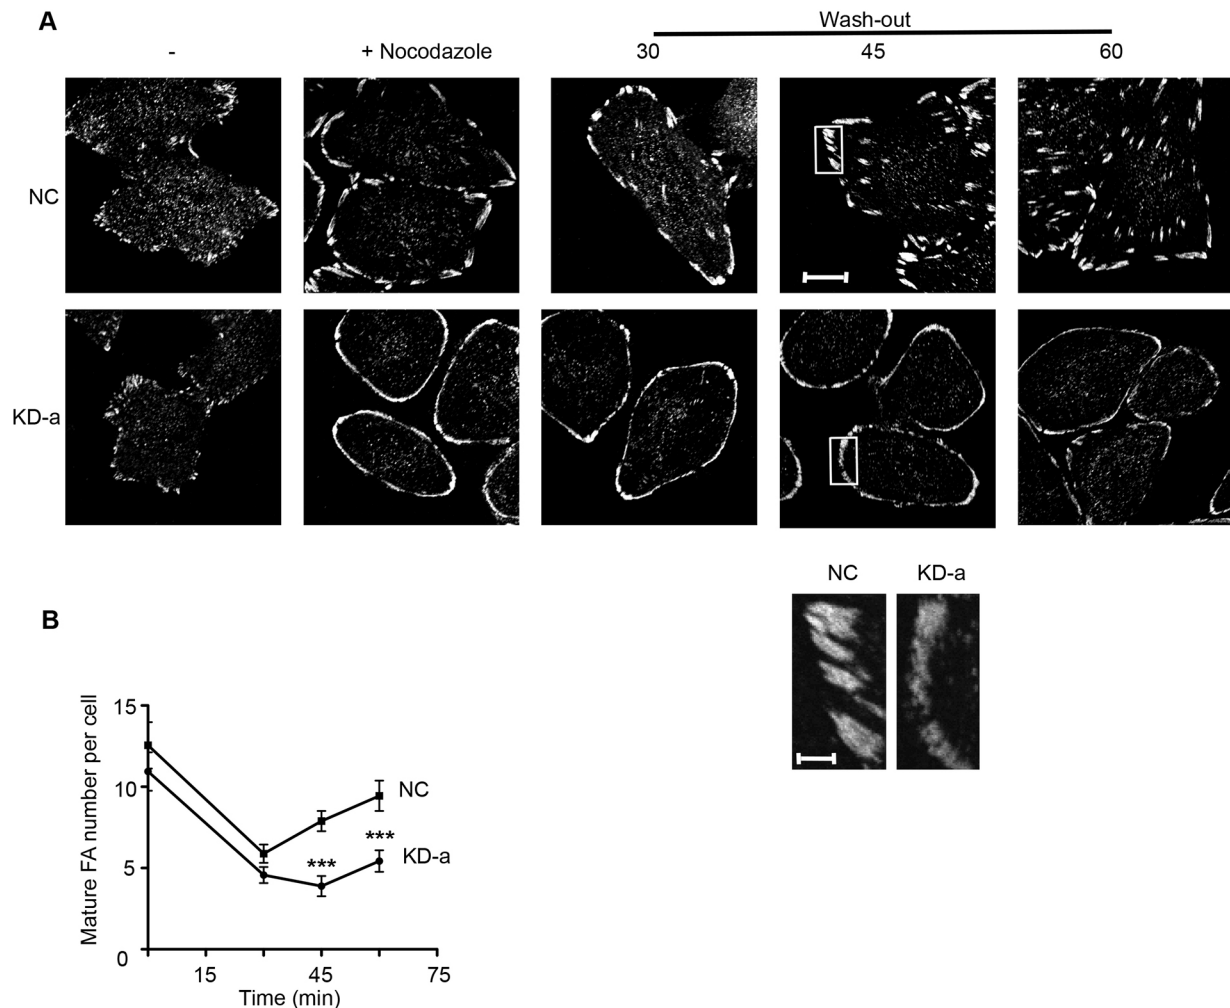 A
Wash-out
- + Nocodazole 30 45 60
NC
KD-a
NC KD-a
B
Mature FA number per cell
15
10
5
0
NC
***
***
KD-a
15 45 75
Time (min)